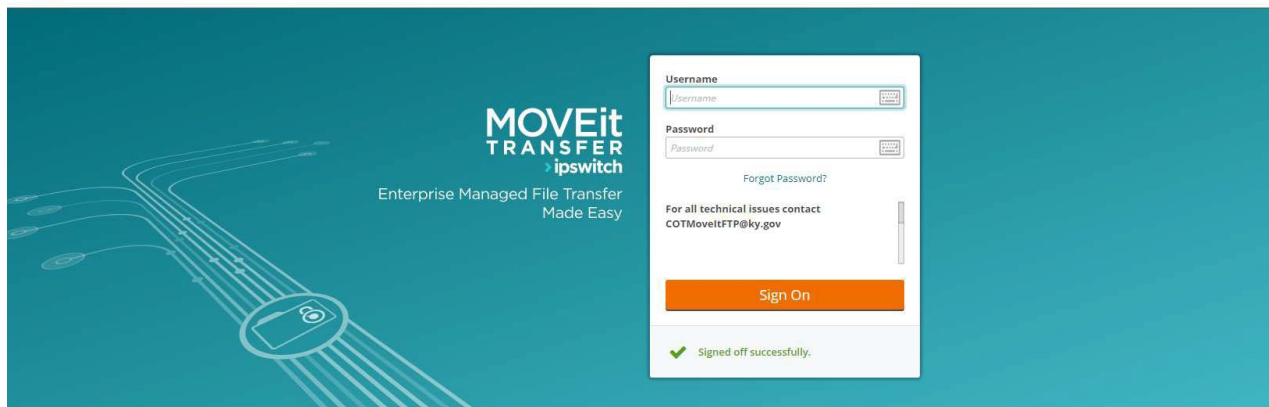 MOVEit
TRANSFER
ipswitch
Enterprise Managed File Transfer
Made Easy
Username
Username
Password
Password
Forgot Password?
For all technical issues contact
COTMoveItFTP@ky.gov
Sign On
Signed off successfully.